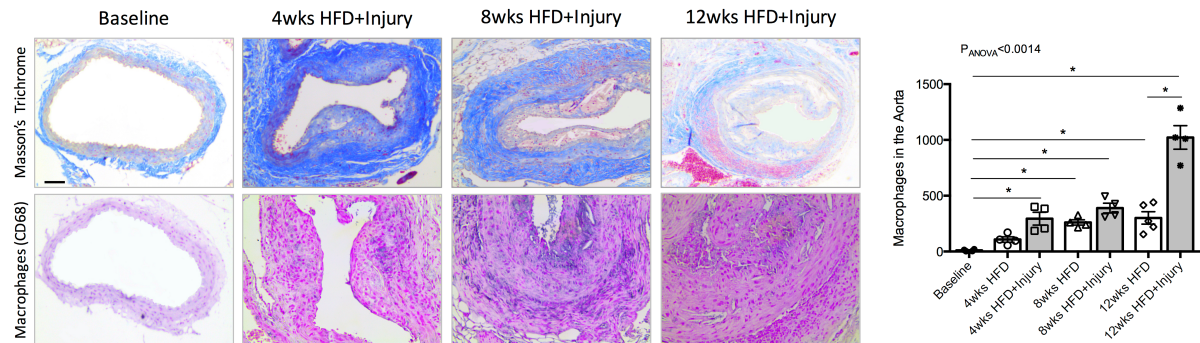 Baseline
4wks HFD+Injury
8wks HFD+Injury
12wks HFD+Injury
Masson's Trichrome
Macrophages (CD68)
PANOVA<0.0014
*
*
*
*
*
*
Macrophages in the Aorta
1500
1000
500
0
Baseline
4wks HFD
4wks HFD+Injury
8wks HFD
8wks HFD+Injury
12wks HFD
12wks HFD+Injury